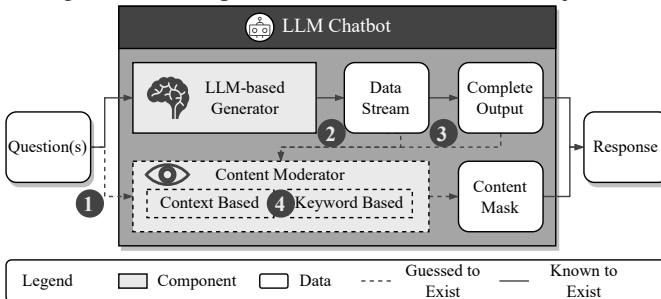 LLM Chatbot
LLM-based
Generator
Data
Stream
Complete
Output
Question(s)
2
3
Response
1
Content Moderator
Context Based
4
Keyword Based
Content
Mask
Legend
Component
Data
Guessed to
Exist
Known to
Exist